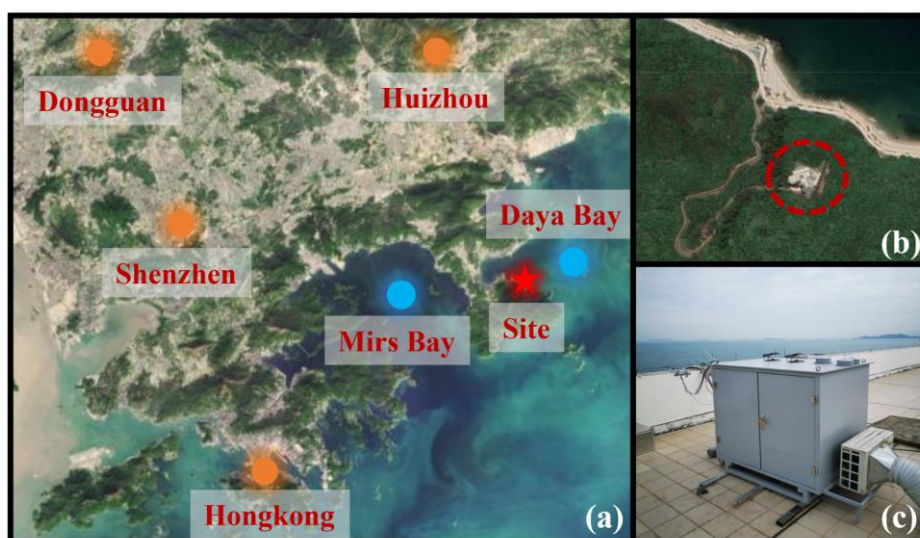 Dongguan
Huizhou
Daya Bay
Shenzhen
Site
Mirs Bay
Hongkong
(a)
(b)
(c)